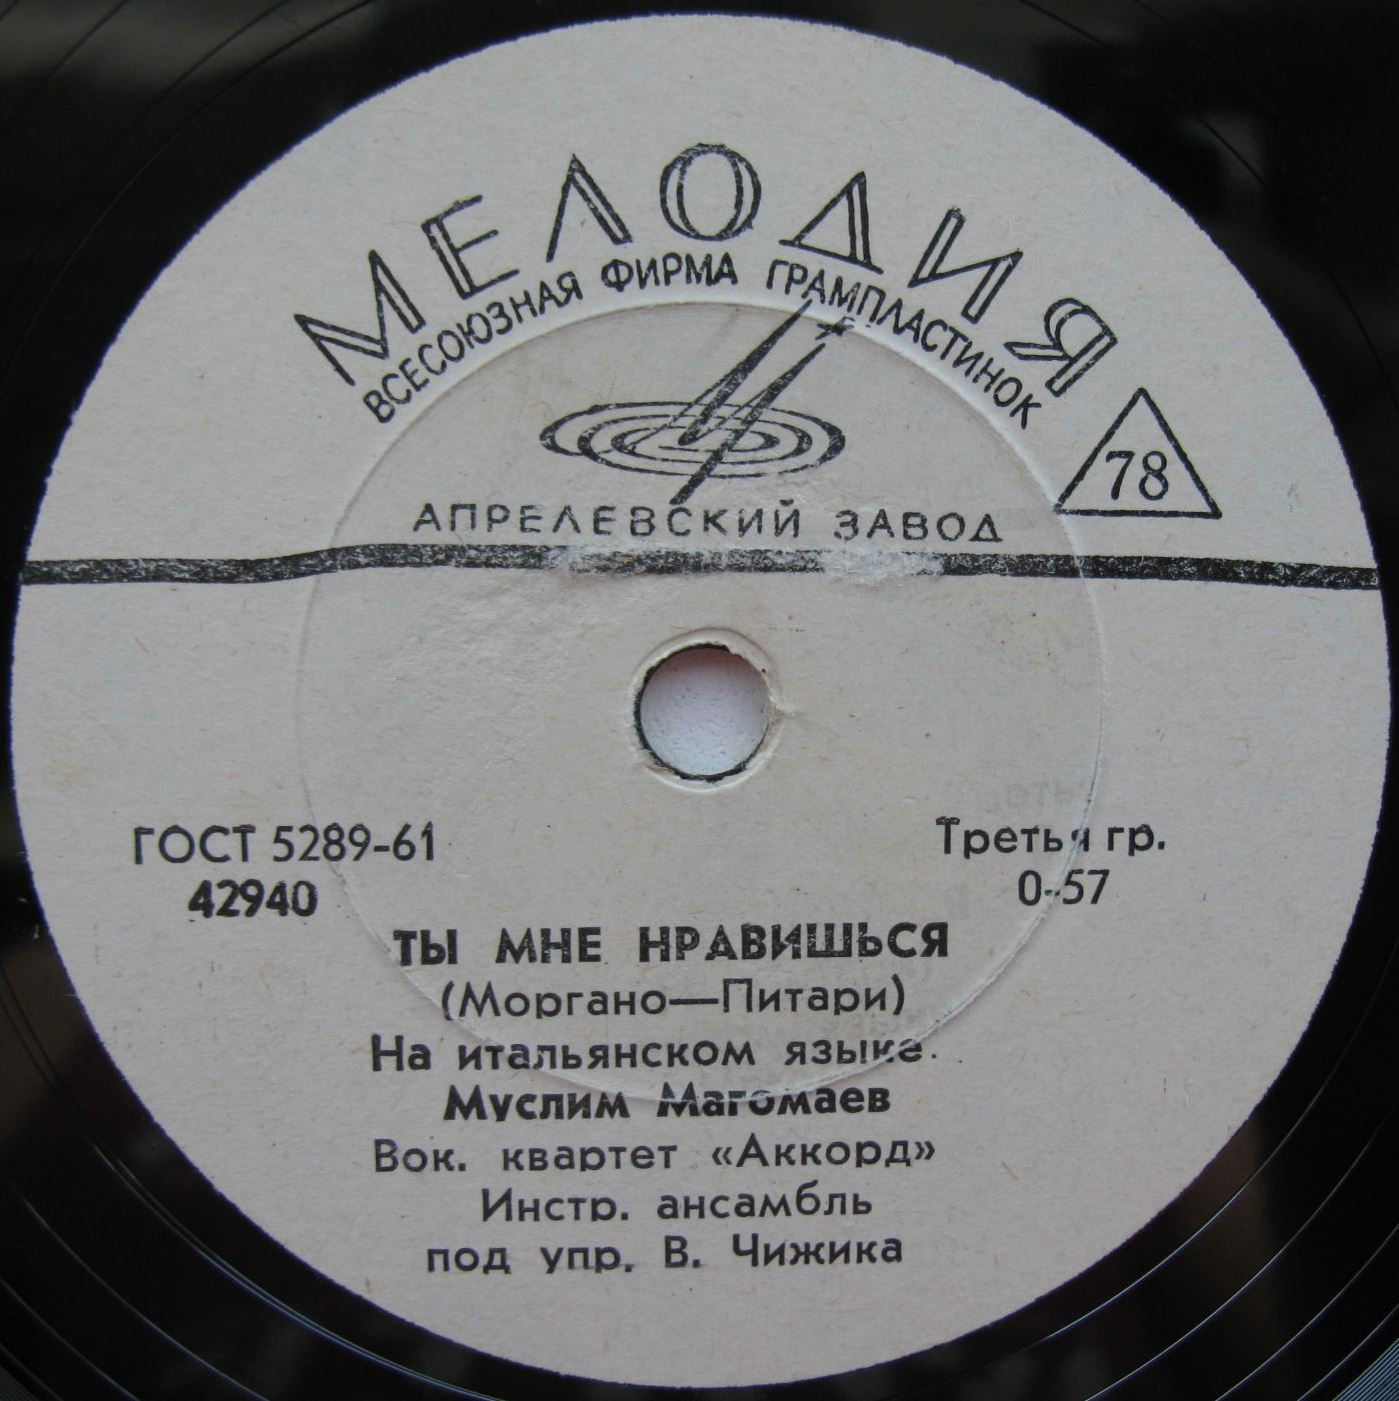 МЕЛОДИЯ
ВСЕСОЮЗНАЯ ФИРМА ГРАМПЛАСТИНОК
78
АПРЕЛЕВСКИЙ ЗАВОД
ГОСТ 5289-61
42940
Третья гр.
0-57
ТЫ МНЕ НРАВИШЬСЯ
(Моргано—Питари)
На итальянском языке.
Муслим Магомаев
Вок. квартет «Аккорд»
Инстр. ансамбль
под упр. В. Чижика